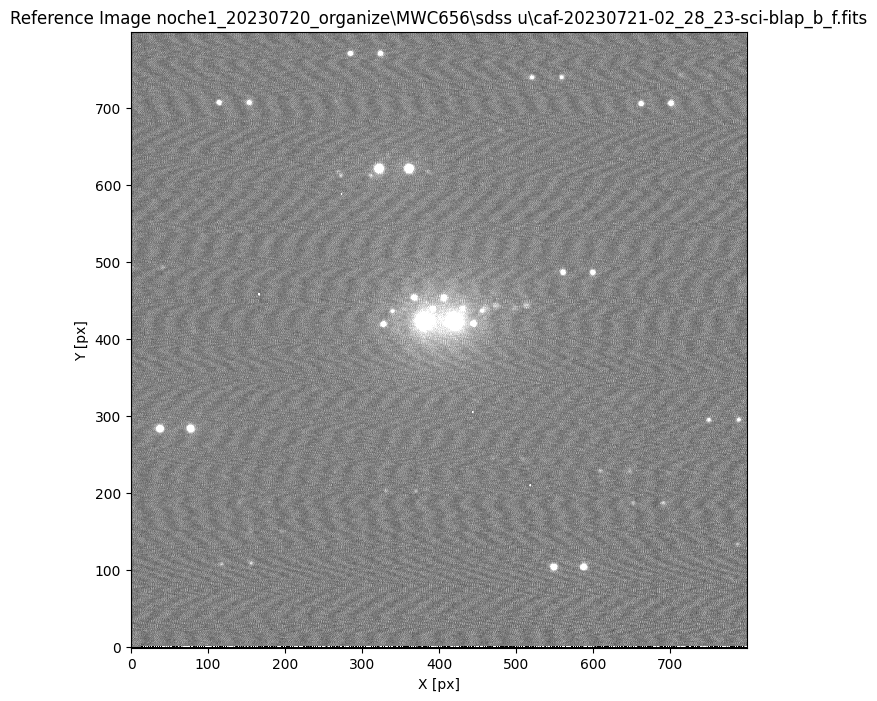 Reference Image noche1_20230720_organize\MWC656\sdss u\caf-20230721-02_28_23-sci-blap_b_f.fits
700
600
500
400
300
200
100
0
Y [px]
0 100 200 300 400 500 600 700
X [px]